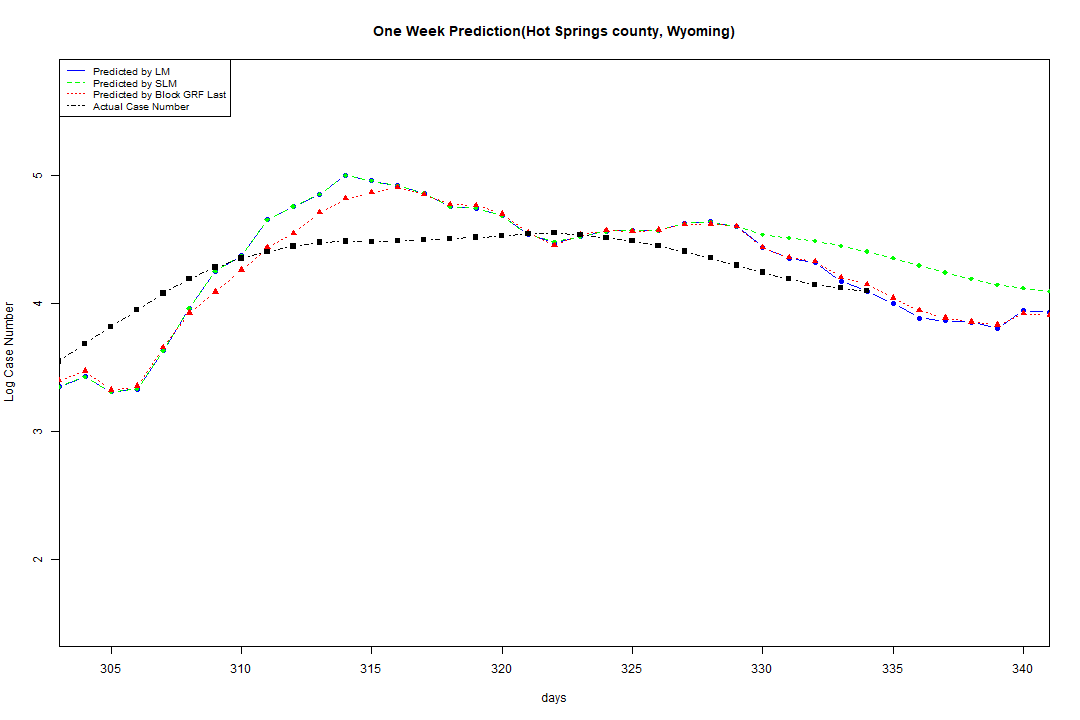 One Week Prediction(Hot Springs county, Wyoming)
Predicted by LM
Predicted by SLM
Predicted by Block GRF Last
Actual Case Number
5
4
3
2
Log Case Number
305 310 315 320 325 330 335 340
days